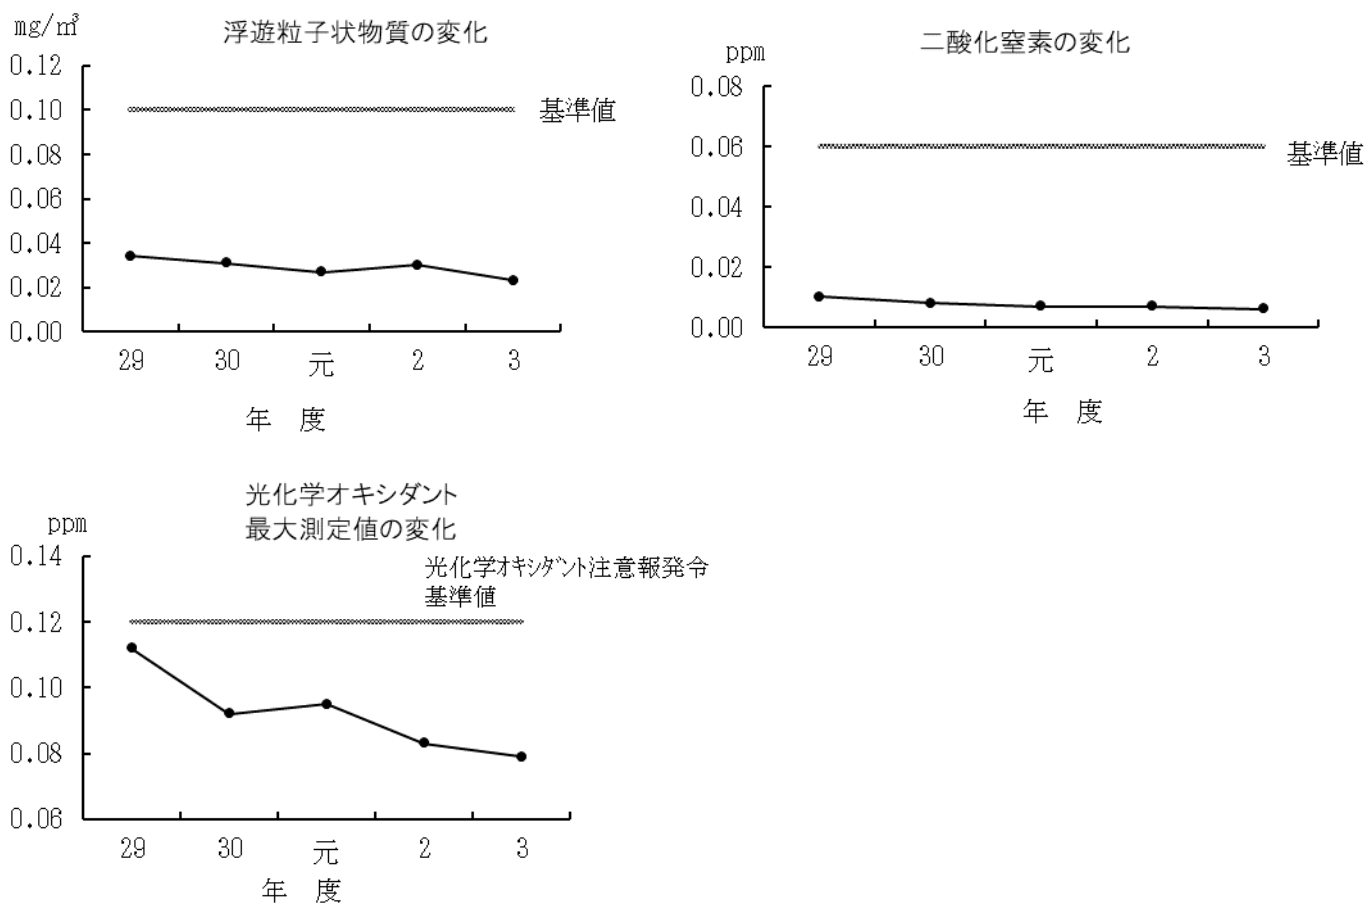 浮遊粒子状物質の変化
mg/㎥
0.12
0.10
0.08
0.06
0.04
0.02
0.00
基準値
29 30 元 2 3
年 度
二酸化窒素の変化
ppm
0.08
0.06
0.04
0.02
0.00
基準値
29 30 元 2 3
年 度
光化学オキシダント
最大測定値の変化
ppm
0.14
0.12
0.10
0.08
0.06
光化学ｵｷｼﾀﾞﾝﾄ注意報発令
基準値
29 30 元 2 3
年 度